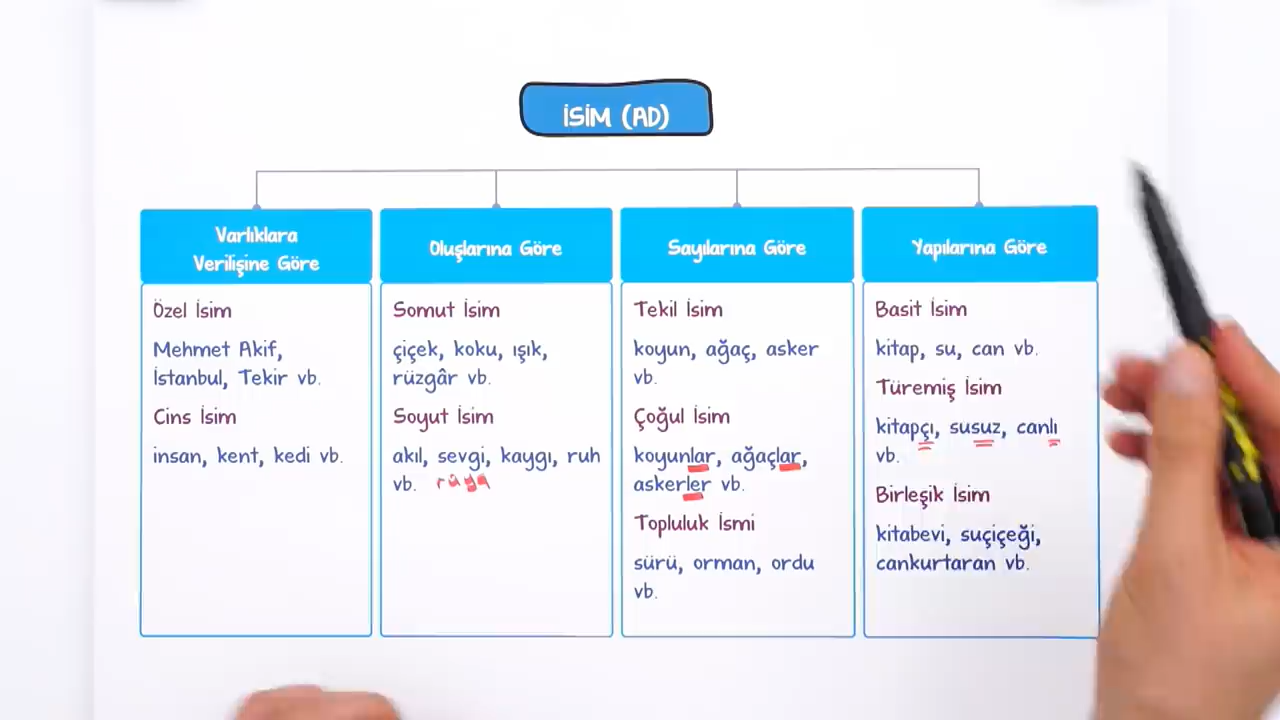 İSİM (AD)
Varlıklara
Verilişine Göre
Özel İsim
Mehmet Akif,
İstanbul, Tekir vb.
Cins İsim
insan, kent, kedi vb.
Oluşlarına Göre
Somut İsim
çiçek, koku, ışık,
rüzgâr vb.
Soyut İsim
akıl, sevgi, kaygı, ruh
vb. rüya
Sayılarına Göre
Tekil İsim
koyun, ağaç, asker
vb.
Çoğul İsim
koyunlar, ağaçlar,
askerler vb.
Topluluk İsmi
sürü, orman, ordu
vb.
Yapılarına Göre
Basit İsim
kitap, su, can vb.
Türemiş İsim
kitapçı, susuz, canlı
vb.
Birleşik İsim
kitabevi, suçiçeği,
cankurtaran vb.